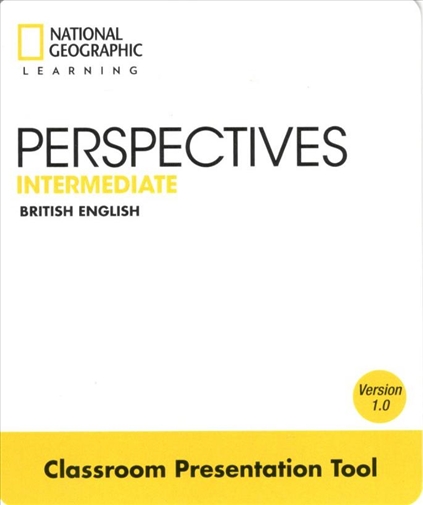 NATIONAL
GEOGRAPHIC
LEARNING
PERSPECTIVES
INTERMEDIATE
BRITISH ENGLISH
Version
1.0
Classroom Presentation Tool